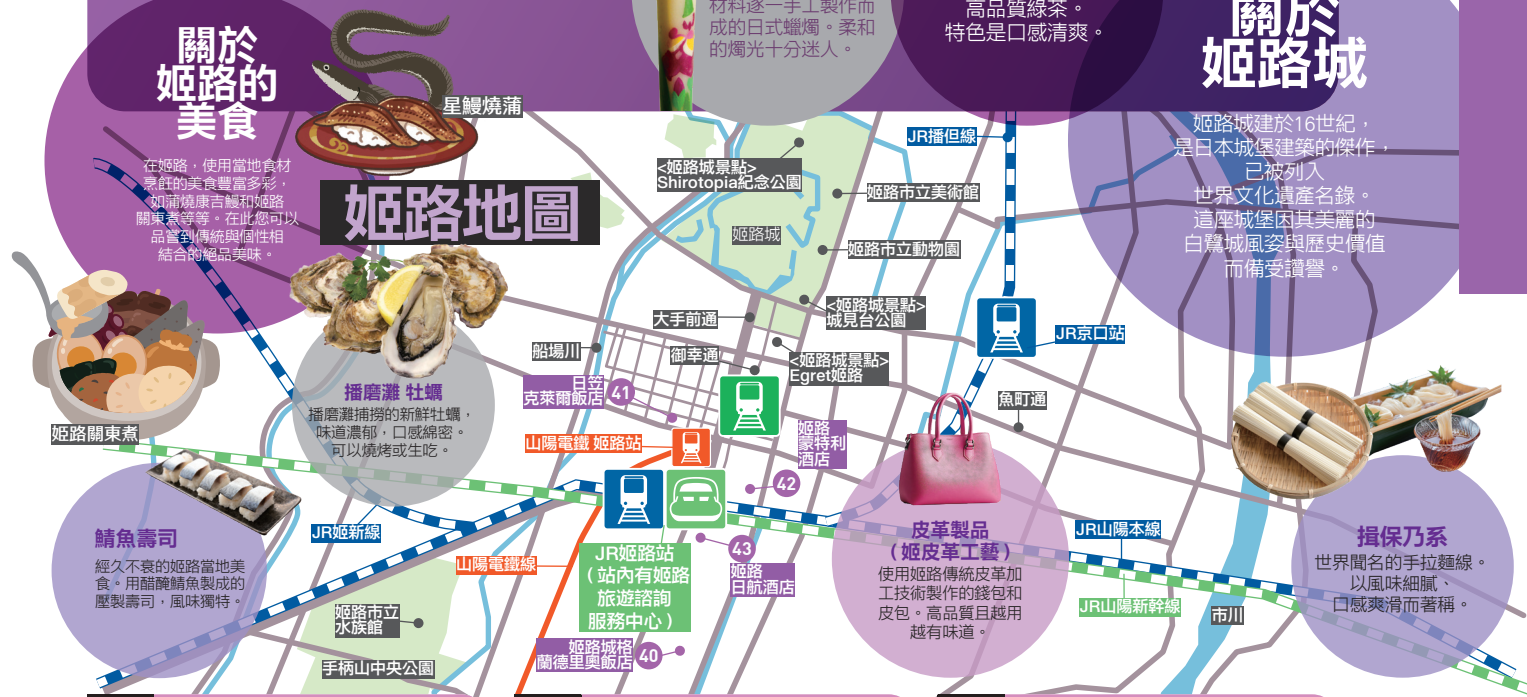 材料逐一手工製作而
成的日式蠟燭。柔和
的燭光十分迷人。
高品質綠茶。
特色是口感清爽。
關於
姬路的
美食
在姬路，使用當地食材
烹飪的美食豐富多彩，
如蒲燒康吉鰻和姬路
關東煮等等。在此您可以
品嘗到傳統與個性相
結合的絕品美味。
星鰻燒蒲
姬路地圖
關於
姬路城
姬路城建於16世紀，
是日本城堡建築的傑作，
已被列入
世界文化遺產名錄。
這座城堡因其美麗的
白鷺城風姿與歷史價值
而備受讚譽。
JR播但線
<姬路城景點>
Shirotopia紀念公園
姬路市立美術館
姬路城
姬路市立動物園
<姬路城景點>
城見台公園
大手前通
JR京口站
船場川
御幸通
<姬路城景點>
Egret姬路
日笠
克萊爾飯店
41
魚町通
播磨灘 牡蠣
播磨灘捕撈的新鮮牡蠣，
味道濃郁，口感綿密。
可以燒烤或生吃。
姬路關東煮
山陽電鐵 姬路站
姬路
蒙特利
酒店
42
鯖魚壽司
經久不衰的姬路當地美
食。用醋醃鯖魚製成的
壓製壽司，風味獨特。
JR姬新線
山陽電鐵線
JR姬路站
（站內有姬路
旅遊諮詢
服務中心）
43
姬路
日航酒店
皮革製品
（姬皮革工藝）
使用姬路傳統皮革加
工技術製作的錢包和
皮包。高品質且越用
越有味道。
JR山陽本線
JR山陽新幹線
市川
揖保乃糸
世界聞名的手拉麵線。
以風味細膩、
口感爽滑而著稱。
姬路市立
水族館
手柄山中央公園
姬路城格
蘭德里奧飯店
40